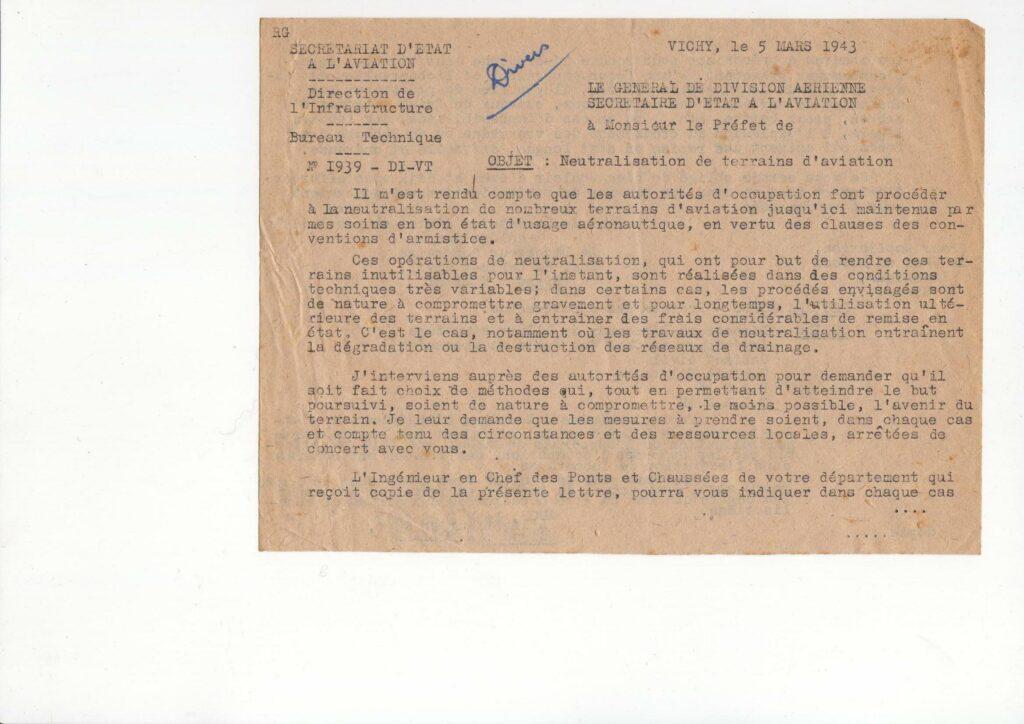 RG
SECRETARIAT D'ETAT
A L'AVIATION
Direction de
l'Infrastructure
Bureau Technique
N° 1939 - DI-VT
Divers
VICHY, le 5 MARS 1943
LE GENERAL DE DIVISION AERIENNE
SECRETAIRE D'ETAT A L'AVIATION
à Monsieur le Préfet de
OBJET : Neutralisation de terrains d'aviation
Il m'est rendu compte que les autorités d'occupation font procéder
à la neutralisation de nombreux terrains d'aviation jusqu'ici maintenus par
mes soins en bon état d'usage aéronautique, en vertu des clauses des con-
ventions d'armistice.
Ces opérations de neutralisation, qui ont pour but de rendre ces ter-
rains inutilisables pour l'instant, sont réalisées dans des conditions
techniques très variables; dans certains cas, les procédés envisagés sont
de nature à compromettre gravement et pour longtemps, l'utilisation ulté-
rieure des terrains et à entraîner des frais considérables de remise en
état. C'est le cas, notamment où les travaux de neutralisation entraînent
la dégradation ou la destruction des réseaux de drainage.
J'interviens auprès des autorités d'occupation pour demander qu'il
soit fait choix de méthodes qui, tout en permettant d'atteindre le but
poursuivi, soient de nature à compromettre, le moins possible, l'avenir du
terrain. Je leur demande que les mesures à prendre soient, dans chaque cas
et compte tenu des circonstances et des ressources locales, arrêtées de
concert avec vous.
L'Ingénieur en Chef des Ponts et Chaussées de votre département qui
reçoit copie de la présente lettre, pourra vous indiquer dans chaque cas
....
.....